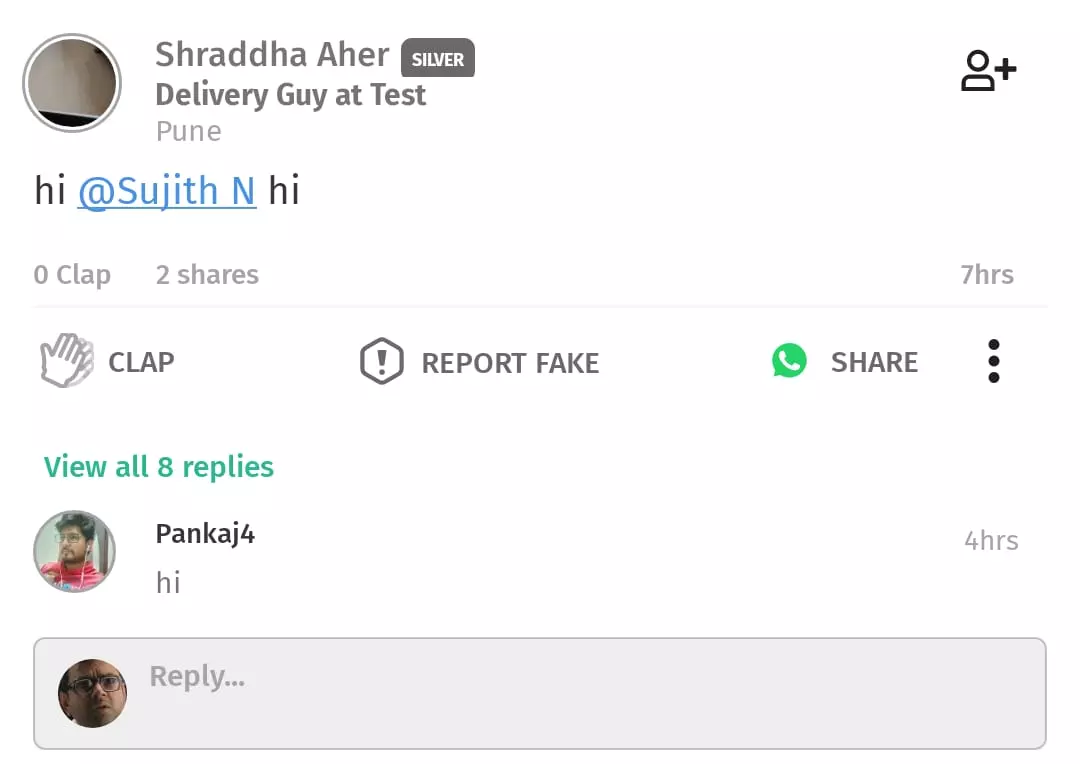 Shraddha Aher SILVER
Delivery Guy at Test
Pune
hi @Sujith N hi
0 Clap 2 shares 7hrs
CLAP REPORT FAKE SHARE
View all 8 replies
Pankaj4 4hrs
hi
Reply...